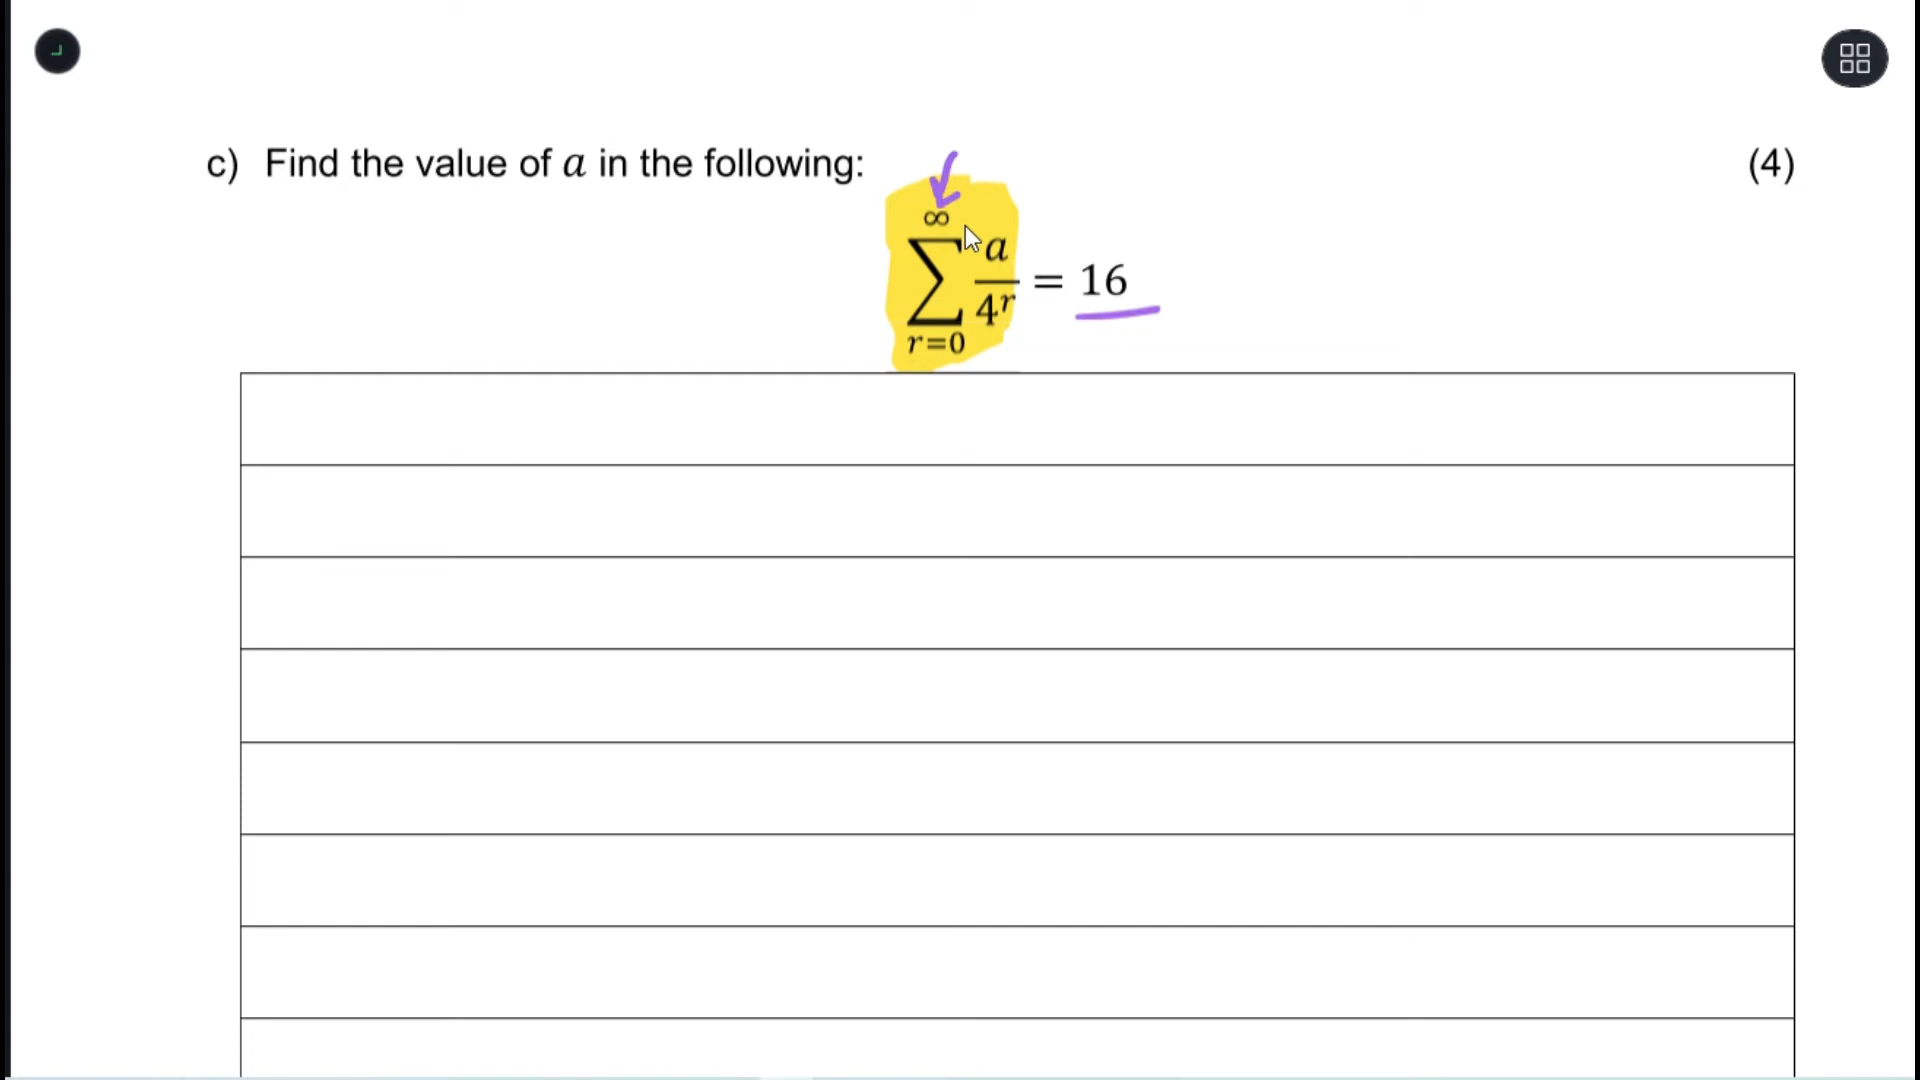 c) Find the value of a in the following: (4)
∞
∑ a/4^r = 16
r=0